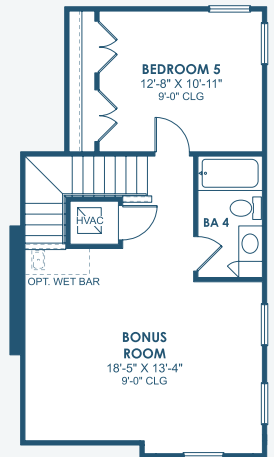 BEDROOM 5
12'-8" X 10'-11"
9'-0" CLG
HVAC
BA 4
OPT. WET BAR
BONUS
ROOM
18'-5" X 13'-4"
9'-0" CLG